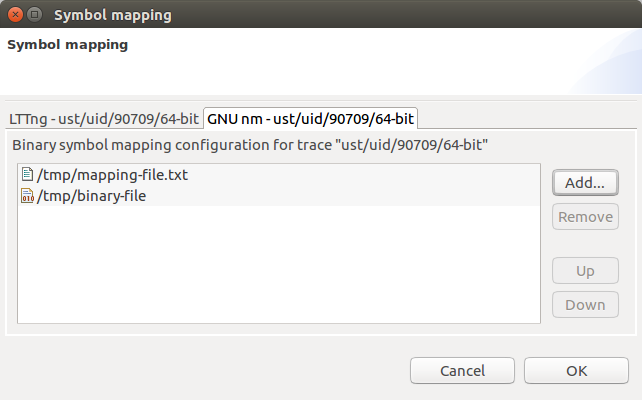 Symbol mapping
Symbol mapping
LTTng - ust/uid/90709/64-bit GNU nm - ust/uid/90709/64-bit
Binary symbol mapping configuration for trace "ust/uid/90709/64-bit"
/tmp/mapping-file.txt
/tmp/binary-file
Add...
Remove
Up
Down
Cancel OK